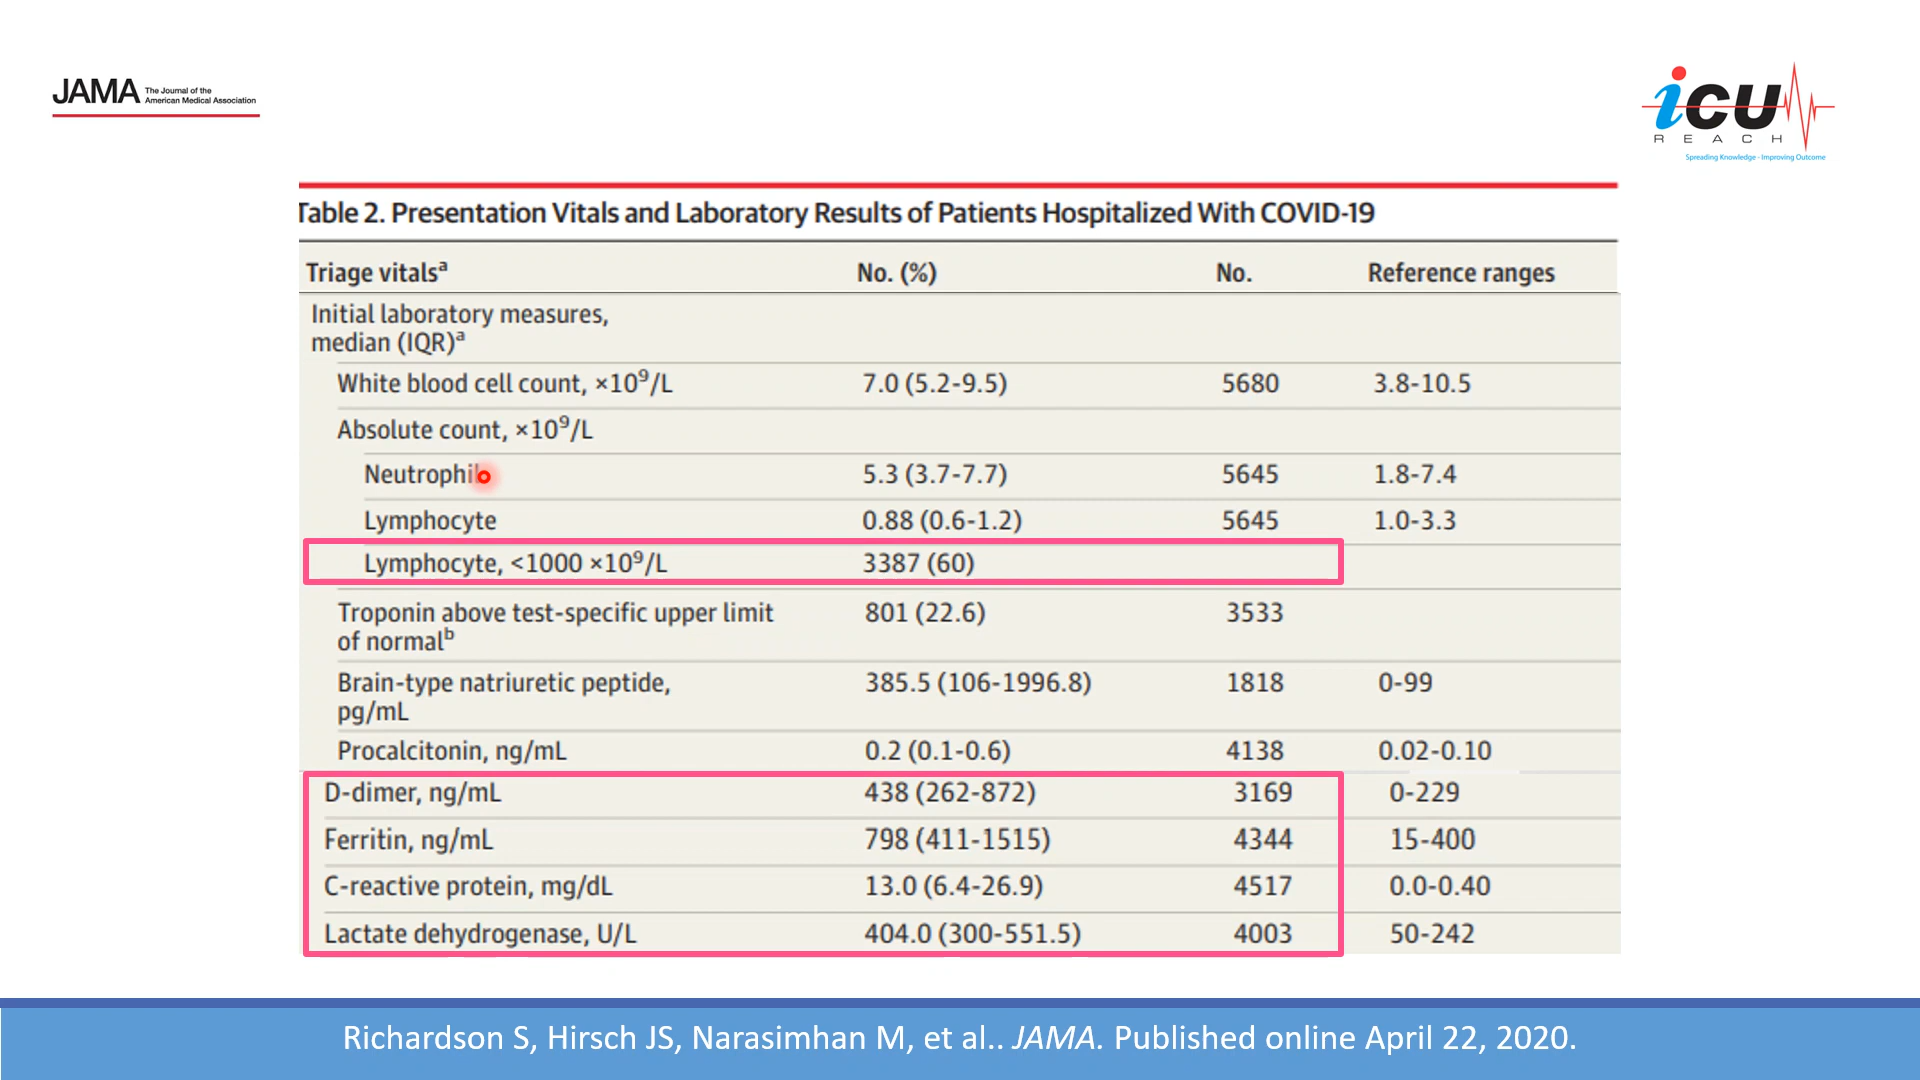 JAMA The Journal of the
American Medical Association
icu
REACH
Spreading Knowledge - Improving Outcome
Table 2. Presentation Vitals and Laboratory Results of Patients Hospitalized With COVID-19
Triage vitalsᵃ No. (%) No. Reference ranges
Initial laboratory measures,
median (IQR)ᵃ
White blood cell count, ×10⁹/L 7.0 (5.2-9.5) 5680 3.8-10.5
Absolute count, ×10⁹/L
Neutrophil 5.3 (3.7-7.7) 5645 1.8-7.4
Lymphocyte 0.88 (0.6-1.2) 5645 1.0-3.3
Lymphocyte, <1000 ×10⁹/L 3387 (60)
Troponin above test-specific upper limit
of normalᵇ 801 (22.6) 3533
Brain-type natriuretic peptide,
pg/mL 385.5 (106-1996.8) 1818 0-99
Procalcitonin, ng/mL 0.2 (0.1-0.6) 4138 0.02-0.10
D-dimer, ng/mL 438 (262-872) 3169 0-229
Ferritin, ng/mL 798 (411-1515) 4344 15-400
C-reactive protein, mg/dL 13.0 (6.4-26.9) 4517 0.0-0.40
Lactate dehydrogenase, U/L 404.0 (300-551.5) 4003 50-242
Richardson S, Hirsch JS, Narasimhan M, et al.. JAMA. Published online April 22, 2020.